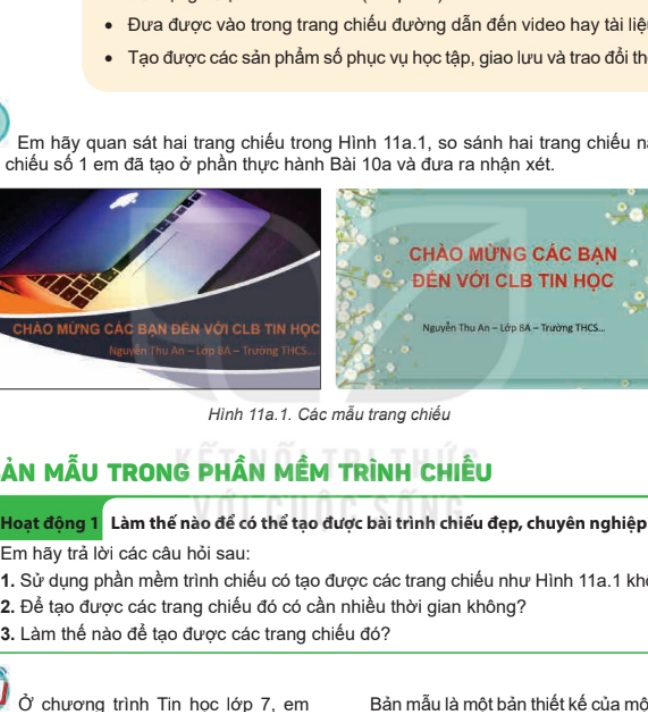 • Đưa được vào trong trang chiếu đường dẫn đến video hay tài liệu
• Tạo được các sản phẩm số phục vụ học tập, giao lưu và trao đổi
Em hãy quan sát hai trang chiếu trong Hình 11a.1, so sánh hai trang chiếu
chiếu số 1 em đã tạo ở phần thực hành Bài 10a và đưa ra nhận xét.
CHÀO MỪNG CÁC BẠN ĐẾN VỚI CLB TIN HỌC
Nguyễn Thu An – Lớp 8A – Trường THCS...
CHÀO MỪNG CÁC BẠN
ĐẾN VỚI CLB TIN HỌC
Nguyễn Thu An – Lớp 8A – Trường THCS...
Hình 11a.1. Các mẫu trang chiếu
KẾT NỐI TRI THỨC
VỚI CUỘC SỐNG
ẢN MẪU TRONG PHẦN MỀM TRÌNH CHIẾU
Hoạt động 1 Làm thế nào để có thể tạo được bài trình chiếu đẹp, chuyên nghiệp
Em hãy trả lời các câu hỏi sau:
1. Sử dụng phần mềm trình chiếu có tạo được các trang chiếu như Hình 11a.1
2. Để tạo được các trang chiếu đó có cần nhiều thời gian không?
3. Làm thế nào để tạo được các trang chiếu đó?
Ở chương trình Tin học lớp 7, em
Bản mẫu là một bản thiết kế của